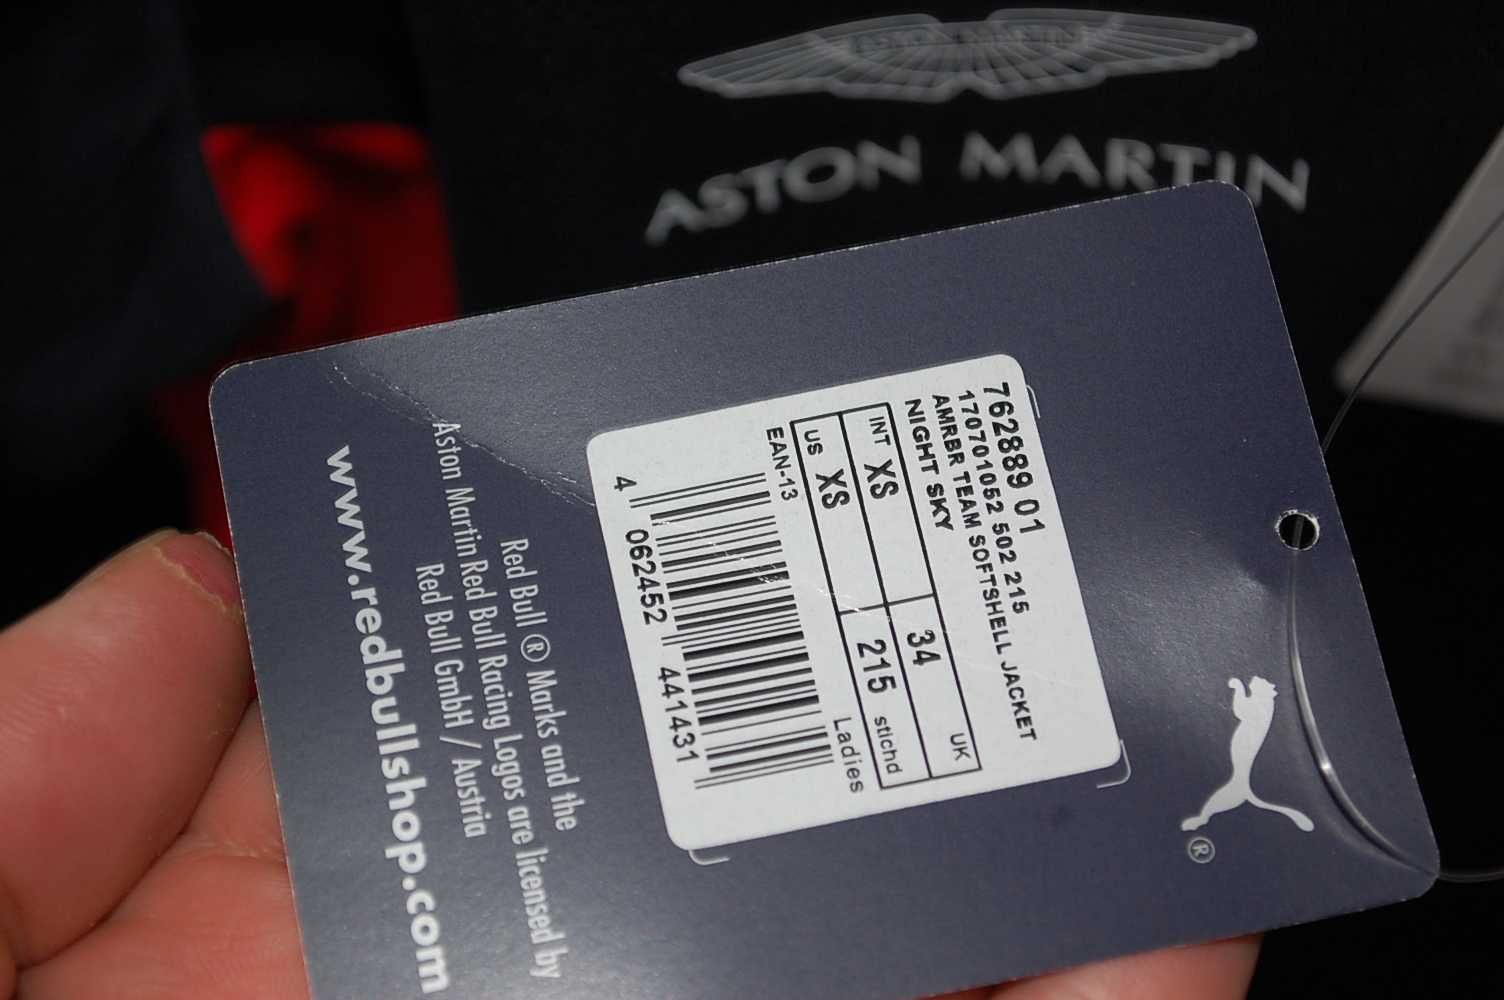 ASTON MARTIN
762889 01
170701052 502 215
AMRBR TEAM SOFTSHELL JACKET
NIGHT SKY
INT XS 34 UK
US XS 215 stichd
EAN-13 Ladies
4 062452 441431
Red Bull ® Marks and the
Aston Martin Red Bull Racing Logos are licensed by
Red Bull GmbH / Austria
www.redbullshop.com
®